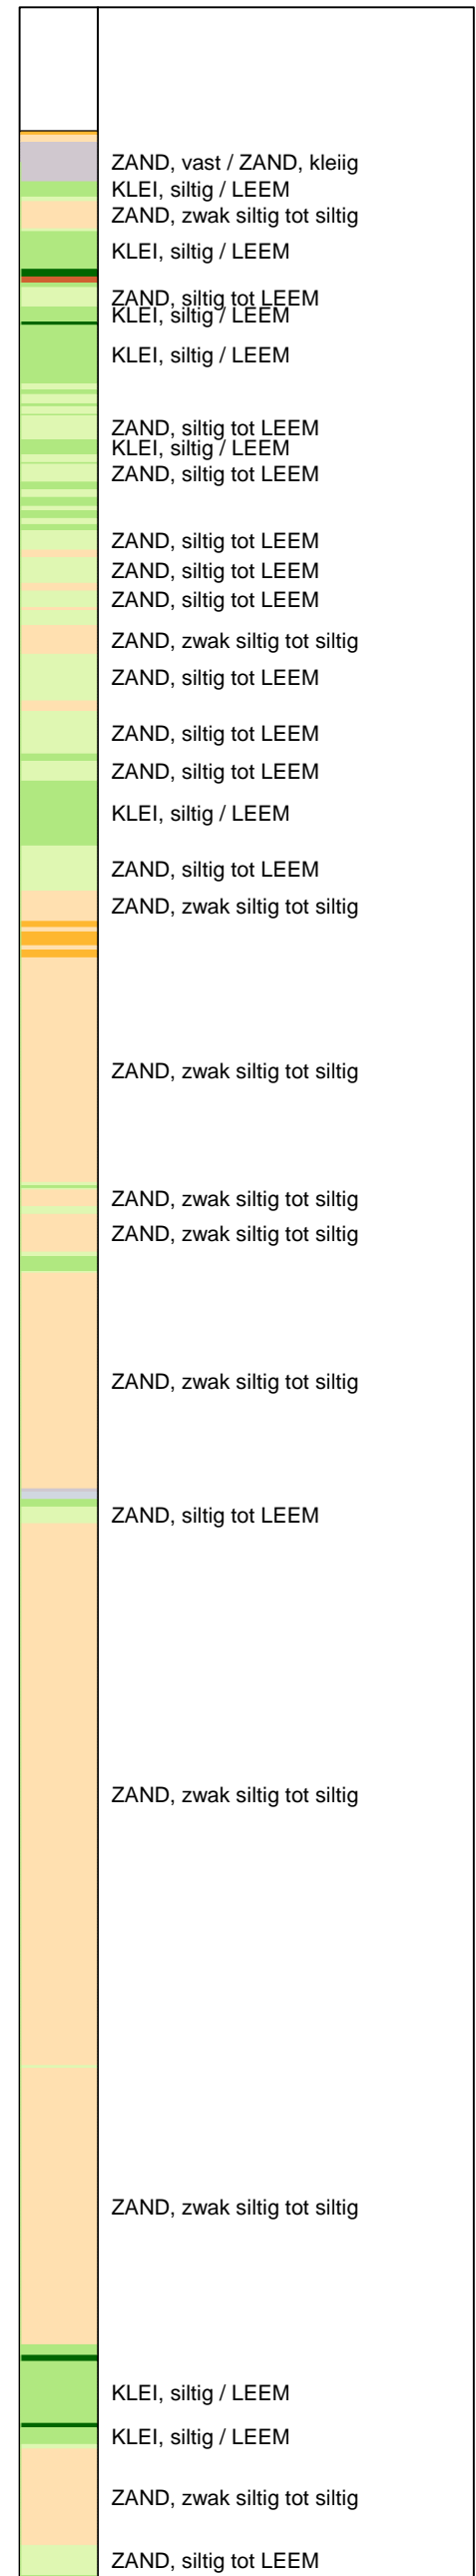 ZAND, vast / ZAND, kleiig
KLEI, siltig / LEEM
ZAND, zwak siltig tot siltig
KLEI, siltig / LEEM
ZAND, siltig tot LEEM
KLEI, siltig / LEEM
KLEI, siltig / LEEM
ZAND, siltig tot LEEM
KLEI, siltig / LEEM
ZAND, siltig tot LEEM
ZAND, siltig tot LEEM
ZAND, siltig tot LEEM
ZAND, siltig tot LEEM
ZAND, zwak siltig tot siltig
ZAND, siltig tot LEEM
ZAND, siltig tot LEEM
ZAND, siltig tot LEEM
KLEI, siltig / LEEM
ZAND, siltig tot LEEM
ZAND, zwak siltig tot siltig
ZAND, zwak siltig tot siltig
ZAND, zwak siltig tot siltig
ZAND, zwak siltig tot siltig
ZAND, zwak siltig tot siltig
ZAND, siltig tot LEEM
ZAND, zwak siltig tot siltig
ZAND, zwak siltig tot siltig
KLEI, siltig / LEEM
KLEI, siltig / LEEM
ZAND, zwak siltig tot siltig
ZAND, siltig tot LEEM